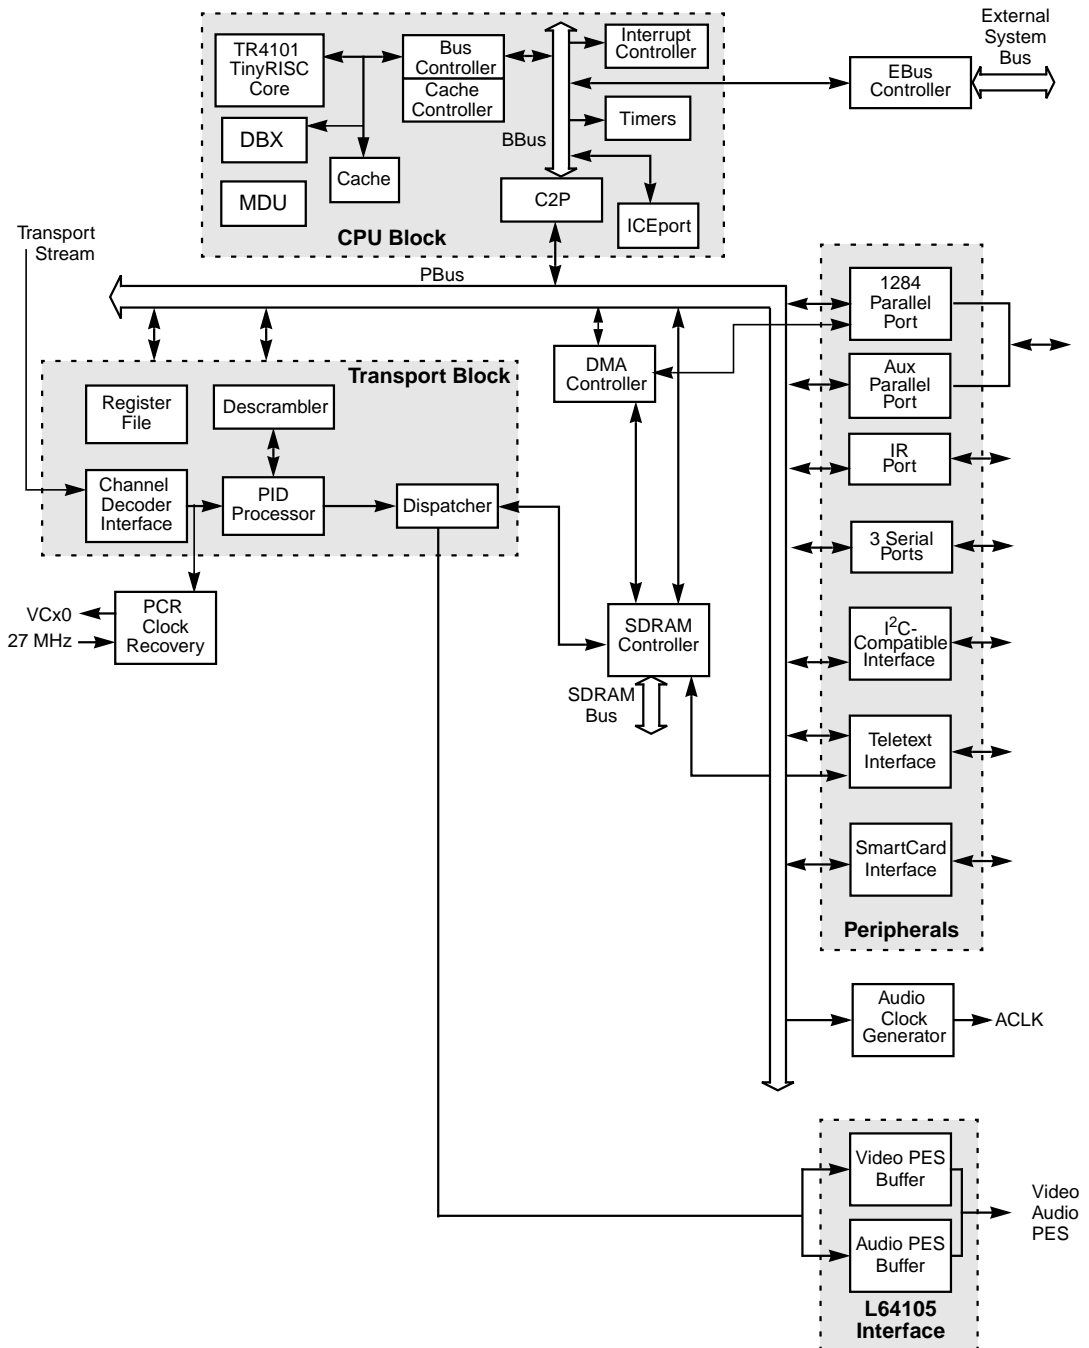 External
System
Bus
TR4101
TinyRISC
Core
Bus
Controller
Cache
Controller
Interrupt
Controller
EBus
Controller
DBX
Cache
BBus
Timers
MDU
C2P
ICEport
CPU Block
Transport
Stream
PBus
1284
Parallel
Port
Transport Block
DMA
Controller
Aux
Parallel
Port
Register
File
Descrambler
IR
Port
Channel
Decoder
Interface
PID
Processor
Dispatcher
3 Serial
Ports
VCx0
27 MHz
PCR
Clock
Recovery
SDRAM
Controller
I²C-
Compatible
Interface
SDRAM
Bus
Teletext
Interface
SmartCard
Interface
Peripherals
Audio
Clock
Generator
ACLK
Video PES
Buffer
Video
Audio
PES
Audio PES
Buffer
L64105
Interface